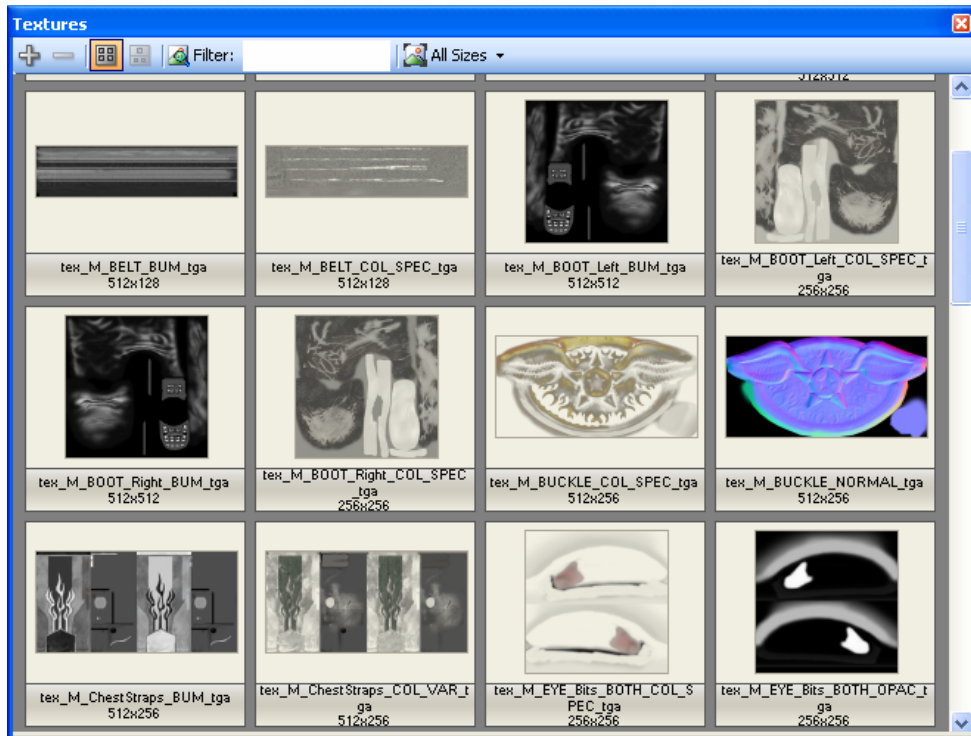 Textures
Filter:
All Sizes
512x512
tex_M_BELT_BUM_tga
512x128
tex_M_BELT_COL_SPEC_tga
512x128
tex_M_BOOT_Left_BUM_tga
512x512
tex_M_BOOT_Left_COL_SPEC_t
ga
256x256
tex_M_BOOT_Right_BUM_tga
512x512
tex_M_BOOT_Right_COL_SPEC
_tga
256x256
tex_M_BUCKLE_COL_SPEC_tga
512x256
tex_M_BUCKLE_NORMAL_tga
512x256
tex_M_ChestStraps_BUM_tga
512x256
tex_M_ChestStraps_COL_VAR_t
ga
512x256
tex_M_EYE_Bits_BOTH_COL_S
PEC_tga
256x256
tex_M_EYE_Bits_BOTH_OPAC_t
ga
256x256